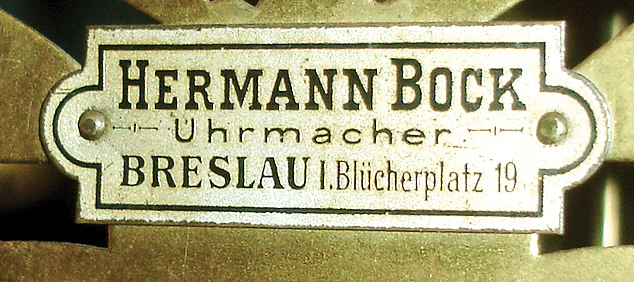 HERMANN BOCK
Uhrmacher
BRESLAU I. Blücherplatz 19